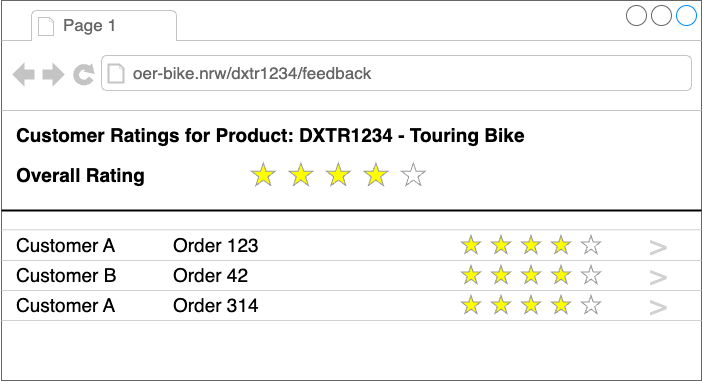 Page 1
oer-bike.nrw/dxtr1234/feedback
Customer Ratings for Product: DXTR1234 - Touring Bike
Overall Rating
Customer A Order 123 >
Customer B Order 42 >
Customer A Order 314 >